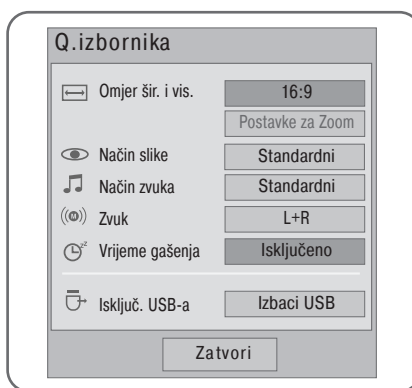 Q.izbornika
Omjer šir. i vis. 16:9
Postavke za Zoom
Način slike Standardni
Način zvuka Standardni
Zvuk L+R
Vrijeme gašenja Isključeno
Isključ. USB-a Izbaci USB
Zatvori